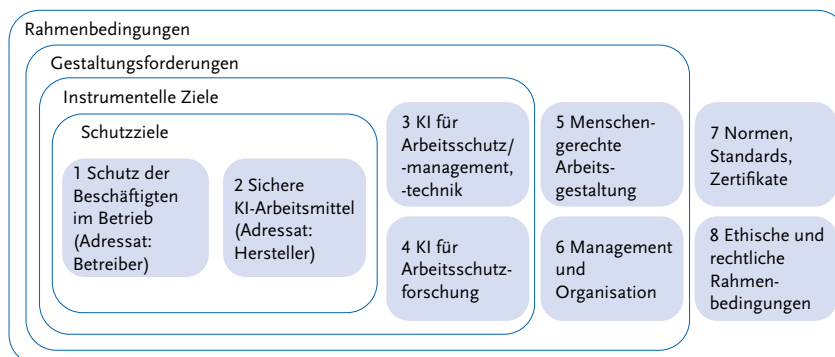 Rahmenbedingungen
Gestaltungsforderungen
Instrumentelle Ziele
Schutzziele
1 Schutz der
Beschäftigten
im Betrieb
(Adressat:
Betreiber)
2 Sichere
KI-Arbeitsmittel
(Adressat:
Hersteller)
3 KI für
Arbeitsschutz/
-management,
-technik
4 KI für
Arbeitsschutz-
forschung
5 Menschen-
gerechte
Arbeits-
gestaltung
6 Management
und
Organisation
7 Normen,
Standards,
Zertifikate
8 Ethische und
rechtliche
Rahmen-
bedingungen